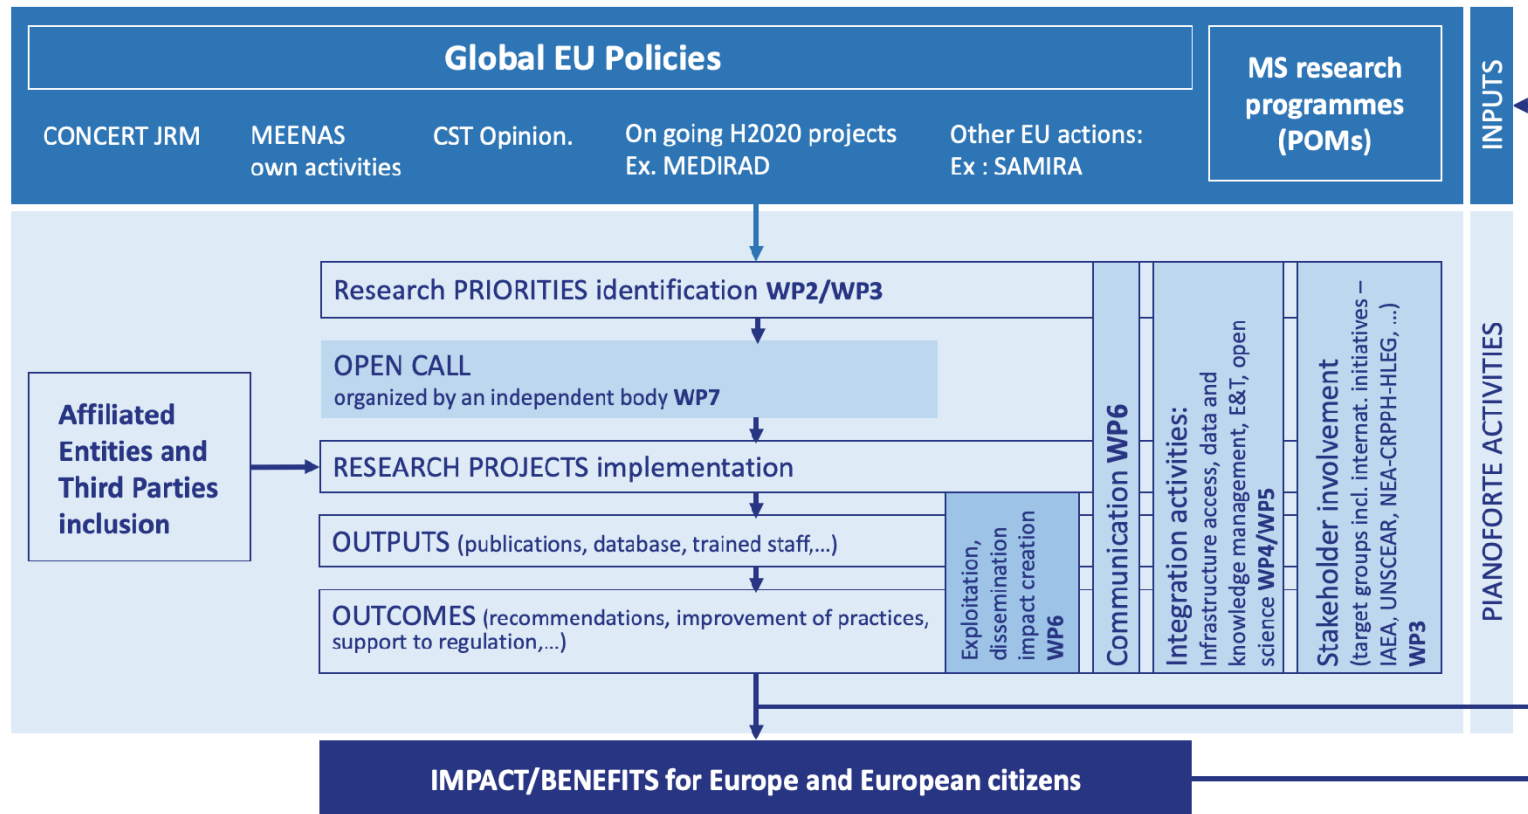 Global EU Policies
MS research
programmes
(POMs)
CONCERT JRM
MEENAS
own activities
CST Opinion.
On going H2020 projects
Ex. MEDIRAD
Other EU actions:
Ex : SAMIRA
INPUTS
Research PRIORITIES identification WP2/WP3
OPEN CALL
organized by an independent body WP7
Affiliated
Entities and
Third Parties
inclusion
RESEARCH PROJECTS implementation
OUTPUTS (publications, database, trained staff,...)
OUTCOMES (recommendations, improvement of practices,
support to regulation,...)
Exploitation,
dissemination
impact creation
WP6
Communication WP6
Integration activities:
Infrastructure access, data and
knowledge management, E&T, open
science WP4/WP5
Stakeholder involvement
(target groups incl. internat. initiatives –
IAEA, UNSCEAR, NEA-CRPPH-HLEG, ...)
WP3
PIANOFORTE ACTIVITIES
IMPACT/BENEFITS for Europe and European citizens